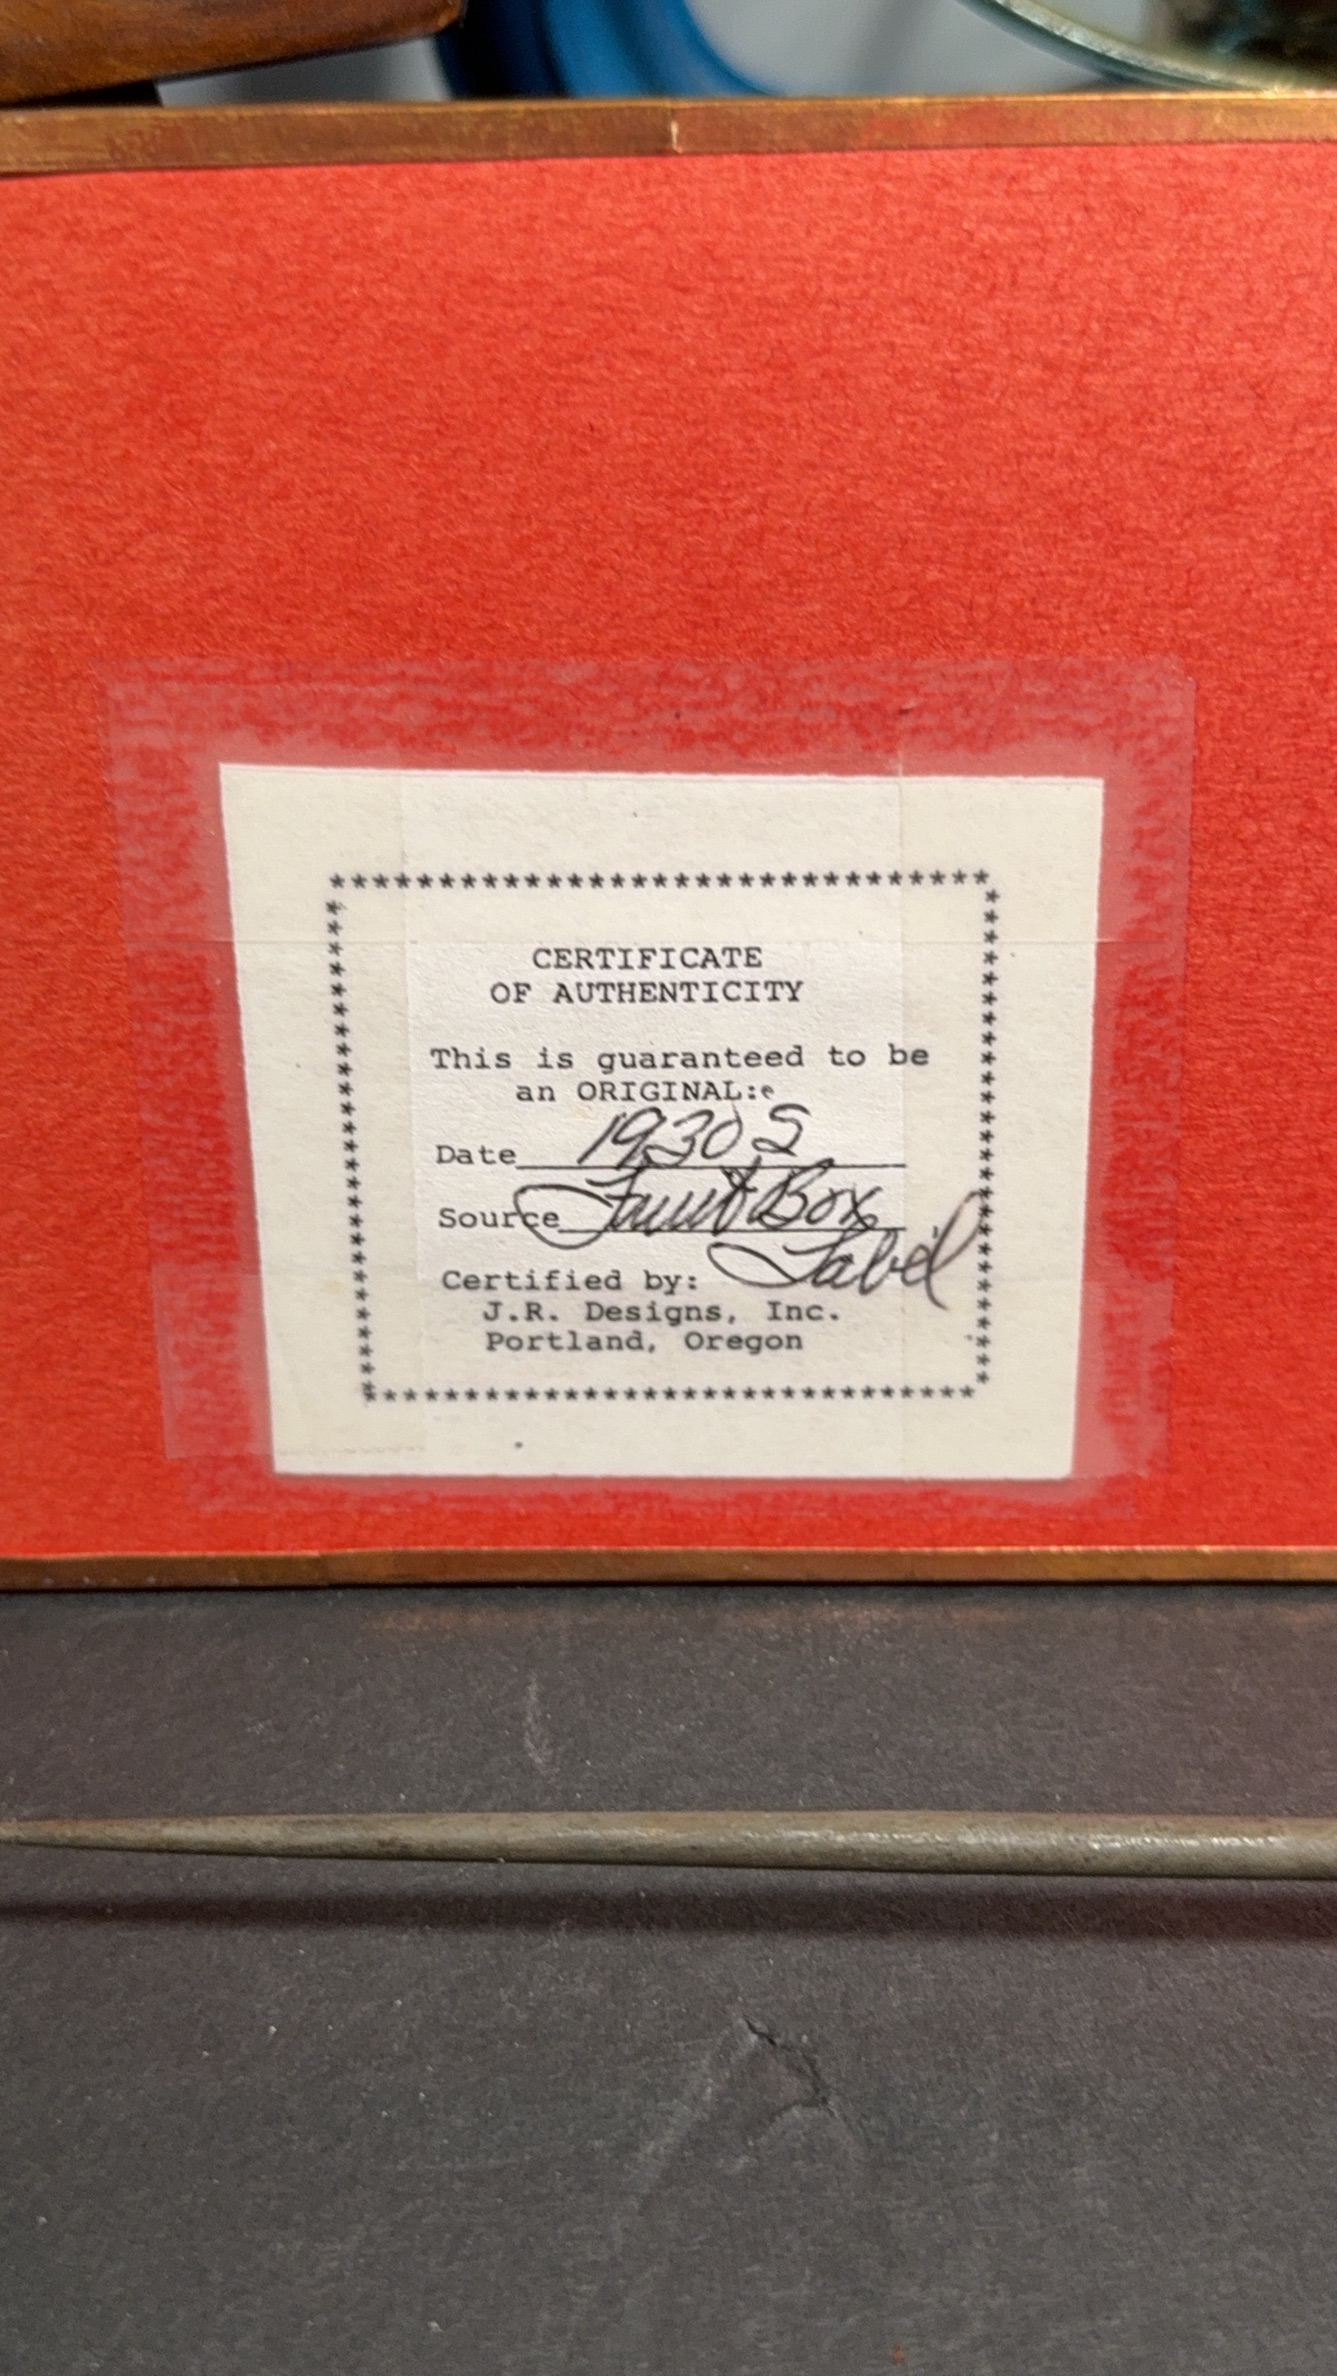 *******************************
CERTIFICATE
OF AUTHENTICITY
This is guaranteed to be
an ORIGINAL:
Date 1930s
Source Fruit Box
Label
Certified by:
J.R. Designs, Inc.
Portland, Oregon
*******************************